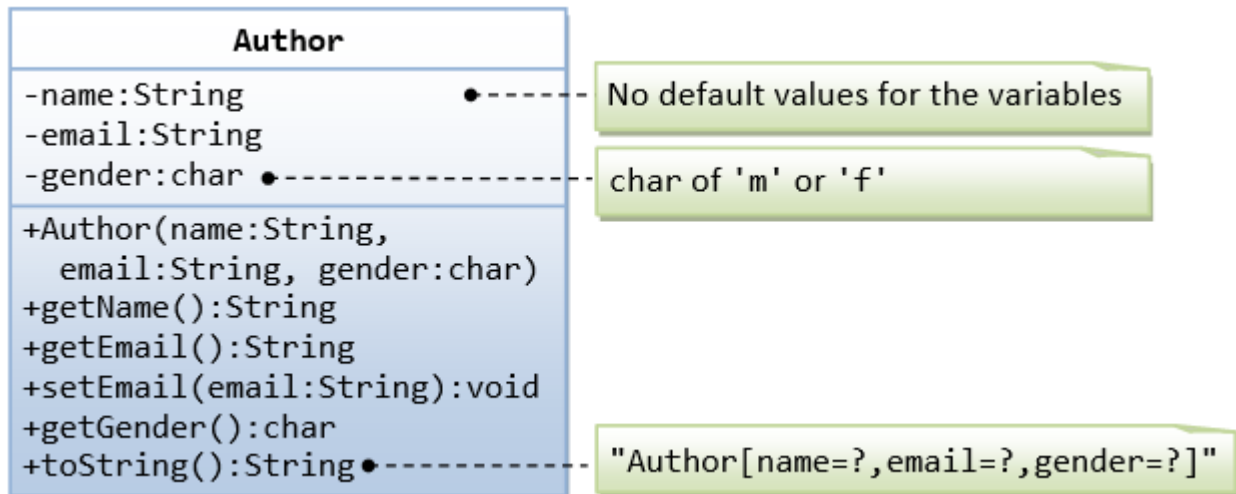 Author
-name:String
No default values for the variables
-email:String
-gender:char
char of 'm' or 'f'
+Author(name:String,
email:String, gender:char)
+getName():String
+getEmail():String
+setEmail(email:String):void
+getGender():char
+toString():String
"Author[name=?,email=?,gender=?]"